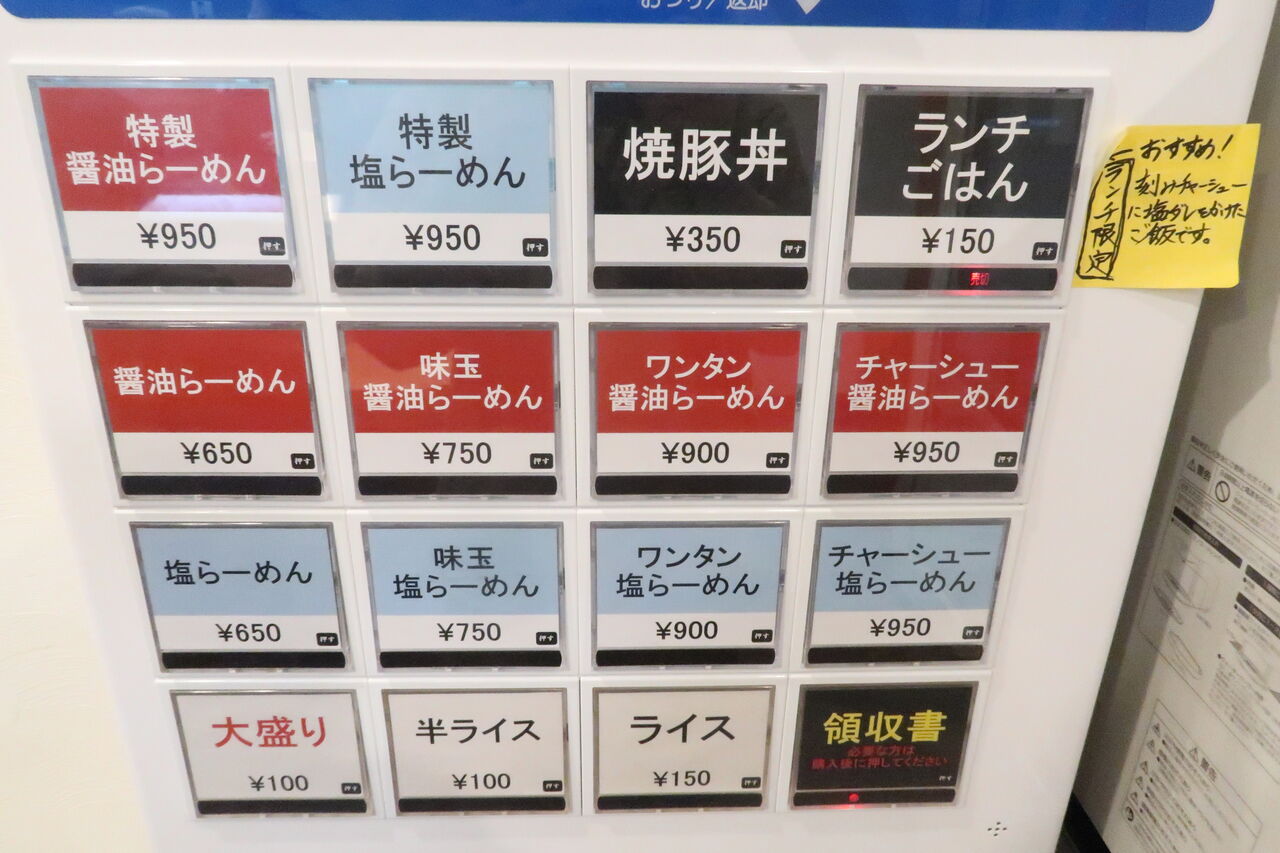 おつり/返却
特製
醤油らーめん
¥950
押す
特製
塩らーめん
¥950
押す
焼豚丼
¥350
押す
ランチ
ごはん
¥150
押す
売切
おすすめ!
ランチ限定
刻みチャーシュー
に塩ダレをかけた
ご飯です。
醤油らーめん
¥650
押す
味玉
醤油らーめん
¥750
押す
ワンタン
醤油らーめん
¥900
押す
チャーシュー
醤油らーめん
¥950
押す
塩らーめん
¥650
押す
味玉
塩らーめん
¥750
押す
ワンタン
塩らーめん
¥900
押す
チャーシュー
塩らーめん
¥950
押す
大盛り
¥100
押す
半ライス
¥100
押す
ライス
¥150
押す
領収書
必要な方は
購入後に押してください
押す
警告